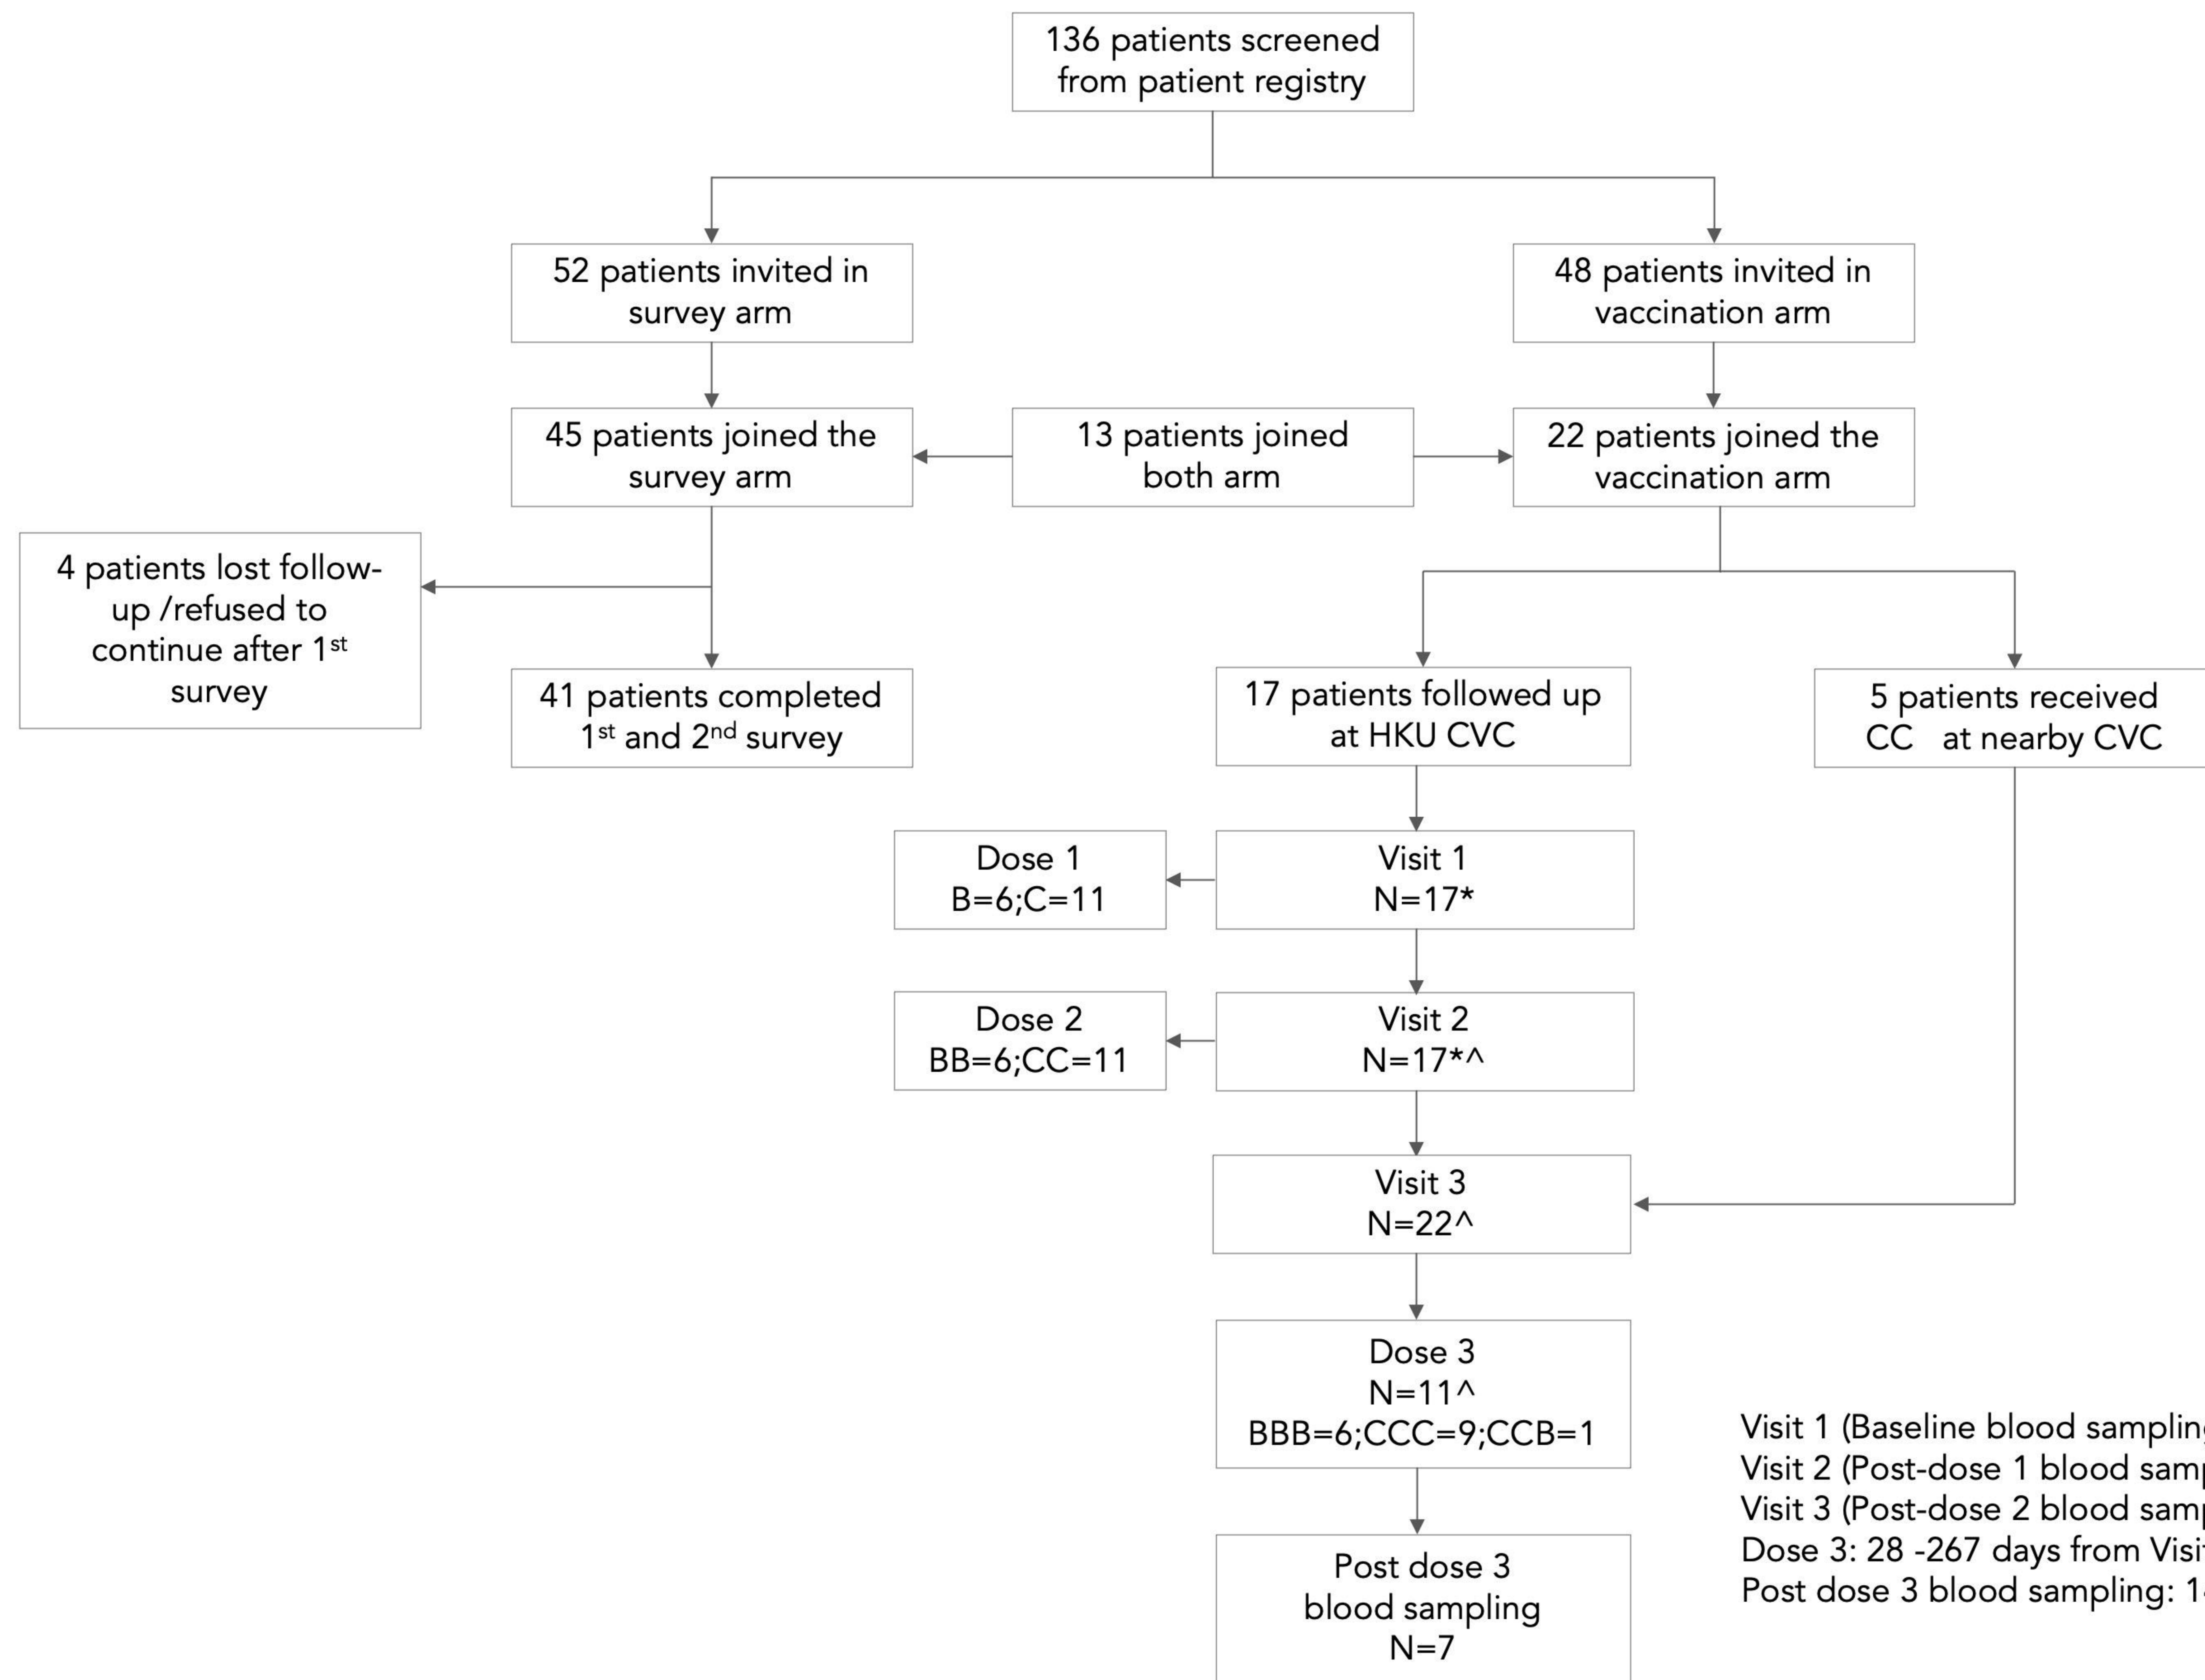 136 patients screened
from patient registry
52 patients invited in
survey arm
48 patients invited in
vaccination arm
45 patients joined the
survey arm
13 patients joined
both arm
22 patients joined the
vaccination arm
4 patients lost follow-
up /refused to
continue after 1st
survey
41 patients completed
1st and 2nd survey
17 patients followed up
at HKU CVC
5 patients received
CC at nearby CVC
Dose 1
B=6;C=11
Visit 1
N=17*
Dose 2
BB=6;CC=11
Visit 2
N=17*^
Visit 3
N=22^
Dose 3
N=11^
BBB=6;CCC=9;CCB=1
Post dose 3
blood sampling
N=7
Visit 1 (Baseline blood
Visit 2 (Post-dose 1 blood
Visit 3 (Post-dose 2 blood
Dose 3: 28 -267 days from
Post dose 3 blood sampling: